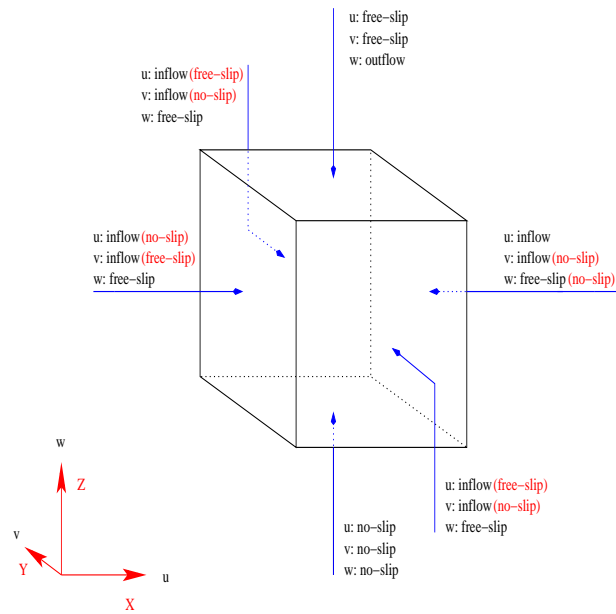 u: free-slip
v: free-slip
w: outflow
u: inflow(free-slip)
v: inflow(no-slip)
w: free-slip
u: inflow(no-slip)
v: inflow(free-slip)
w: free-slip
u: inflow
v: inflow(no-slip)
w: free-slip(no-slip)
u: inflow(free-slip)
v: inflow(no-slip)
w: free-slip
u: no-slip
v: no-slip
w: no-slip
w
Z
v
Y
u
X